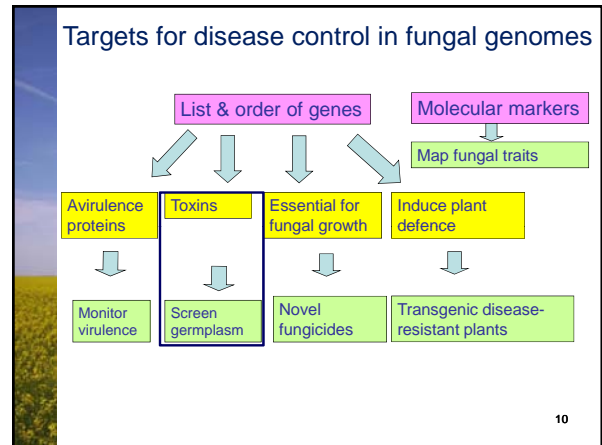 Targets for disease control in fungal genomes
List & order of genes
Molecular markers
Map fungal traits
Avirulence
proteins
Toxins
Essential for
fungal growth
Induce plant
defence
Monitor
virulence
Screen
germplasm
Novel
fungicides
Transgenic disease-
resistant plants
10